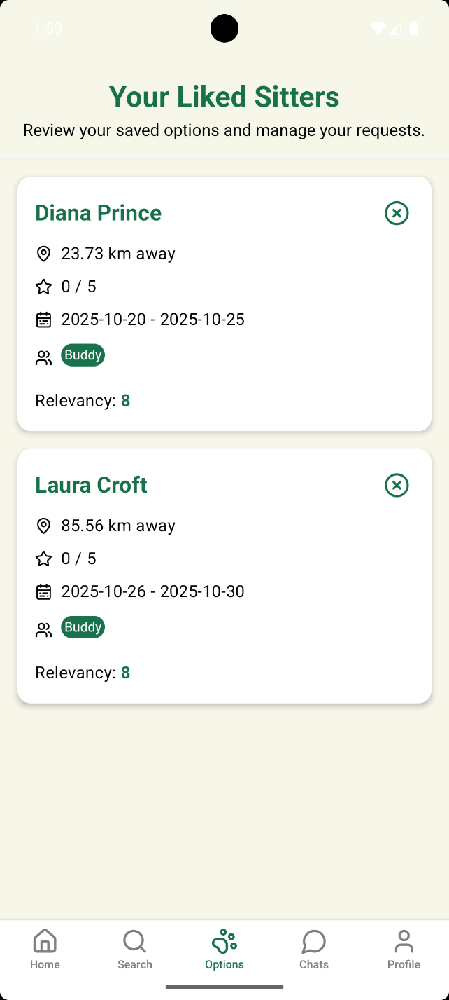 1:59
Your Liked Sitters
Review your saved options and manage your requests.
Diana Prince
23.73 km away
0 / 5
2025-10-20 - 2025-10-25
Buddy
Relevancy: 8
Laura Croft
85.56 km away
0 / 5
2025-10-26 - 2025-10-30
Buddy
Relevancy: 8
Home Search Options Chats Profile